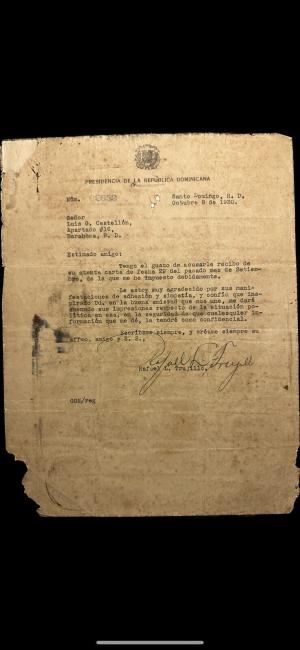 PRESIDENCIA DE LA REPÚBLICA DOMINICANA
Núm.
Santo Domingo, R. D.
Octubre 8 de 1930.
Señor
Luis G. Castellón,
Apartado #16,
Barahona, R. D.
Estimado amigo:
Tengo el gusto de acusarle recibo de
su atenta carta de fecha 29 del pasado mes de Setiem-
bre, de la que me he impuesto debidamente.
Le estoy muy agradecido por sus mani-
festaciones de adhesión y simpatía, y confío que ins-
pirado Ud. en la buena amistad que nos une, me dará
amenudo sus impresiones respecto de la situación po-
lítica en esa, en la seguridad de que cualesquier in-
formación que me dé, la tendré como confidencial.
Escríbame siempre, y créame siempre su
affmo. amigo y S. S.,
Rafael L. Trujillo
Rafael L. Trujillo.